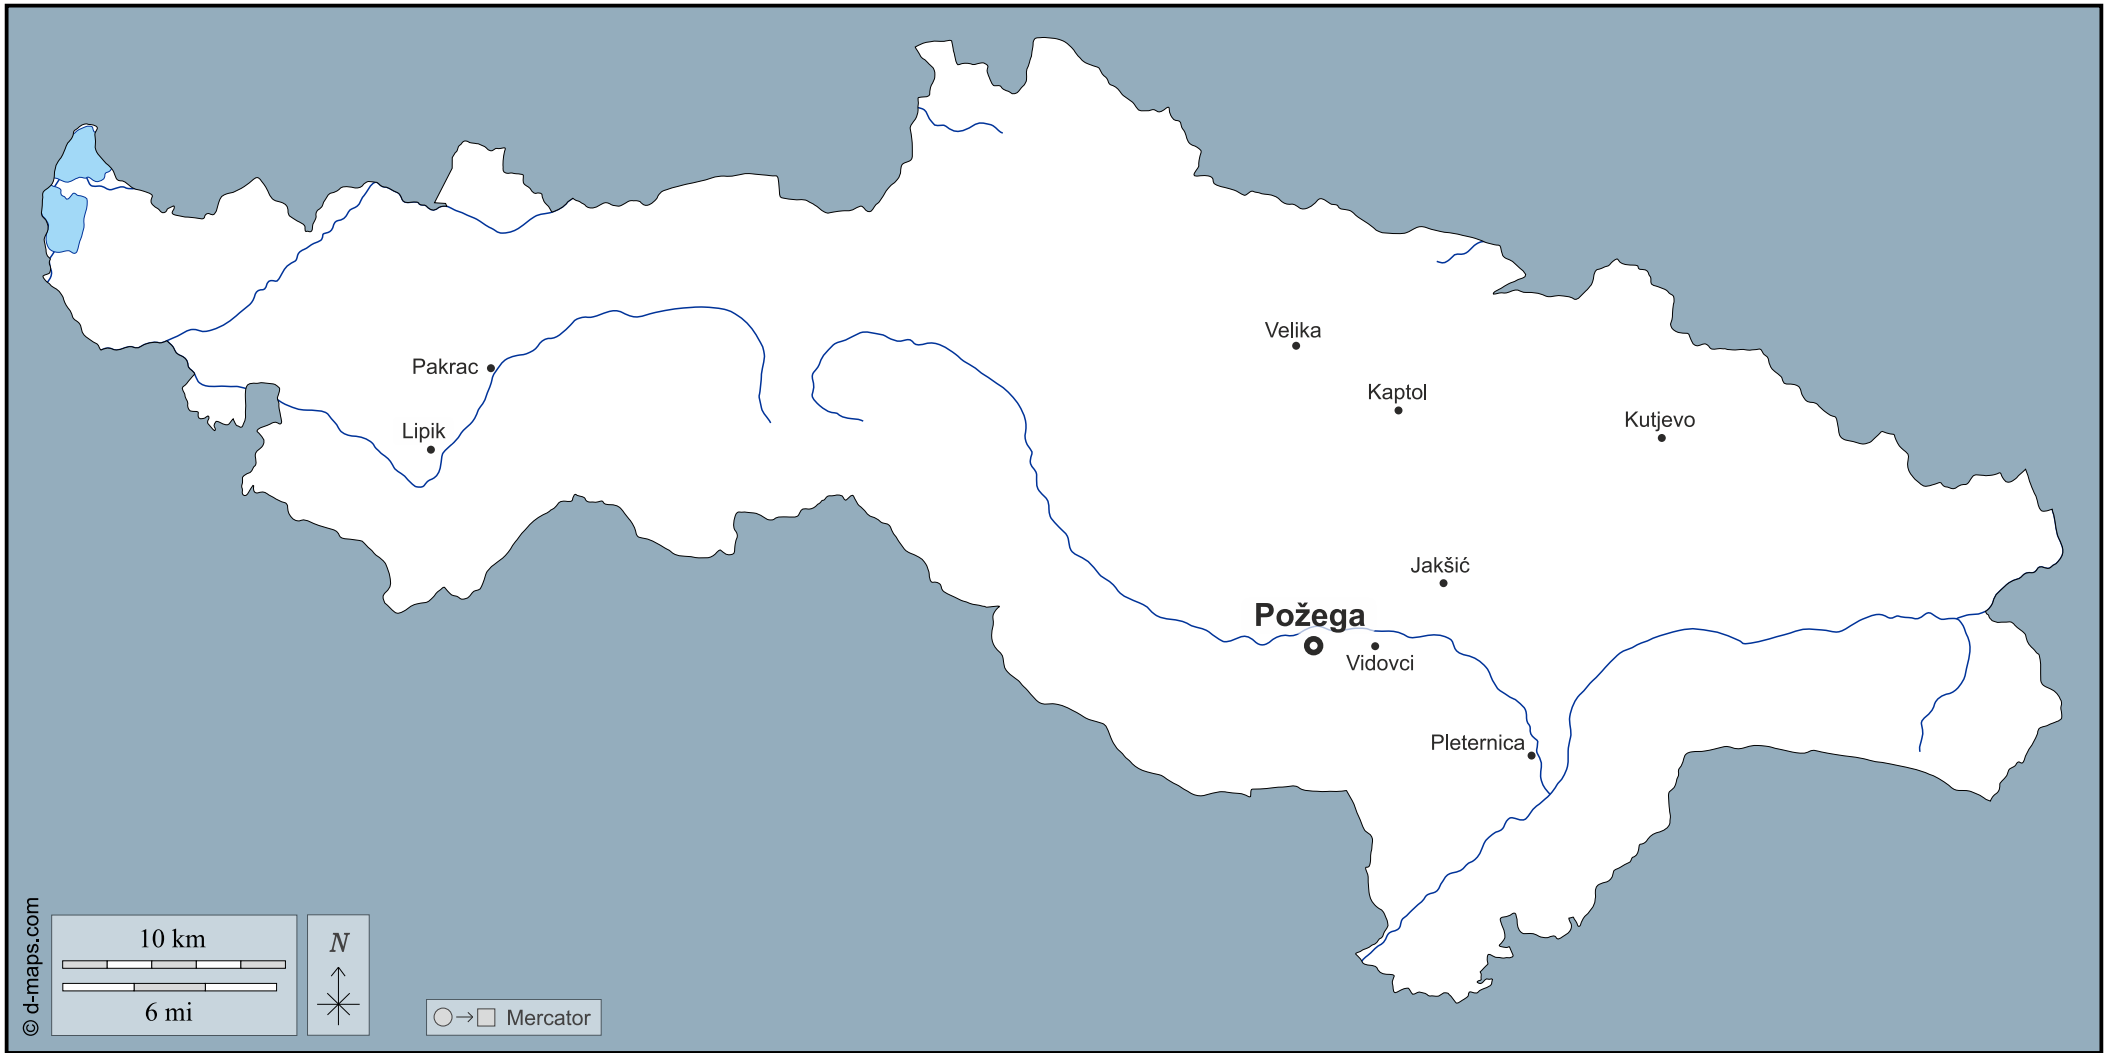 Velika
Pakrac
Kaptol
Kutjevo
Lipik
Jakšić
Požega
Vidovci
Pleternica
© d-maps.com
10 km
6 mi
N
Mercator